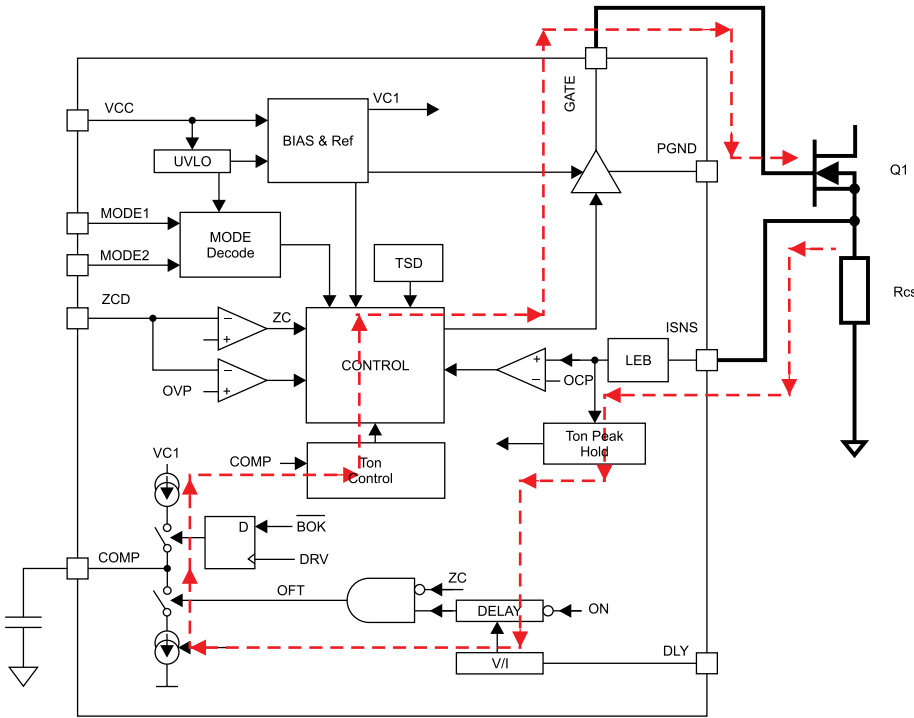 GATE
VCC
VC1
BIAS & Ref
UVLO
PGND
Q1
MODE1
MODE Decode
MODE2
TSD
ZCD
ZC
ISNS
Rcs
CONTROL
+
−
LEB
OCP
−
+
OVP
−
+
Ton Peak
Hold
VC1
COMP
Ton
Control
D
BOK
DRV
COMP
OFT
ZC
DELAY
ON
V/I
DLY